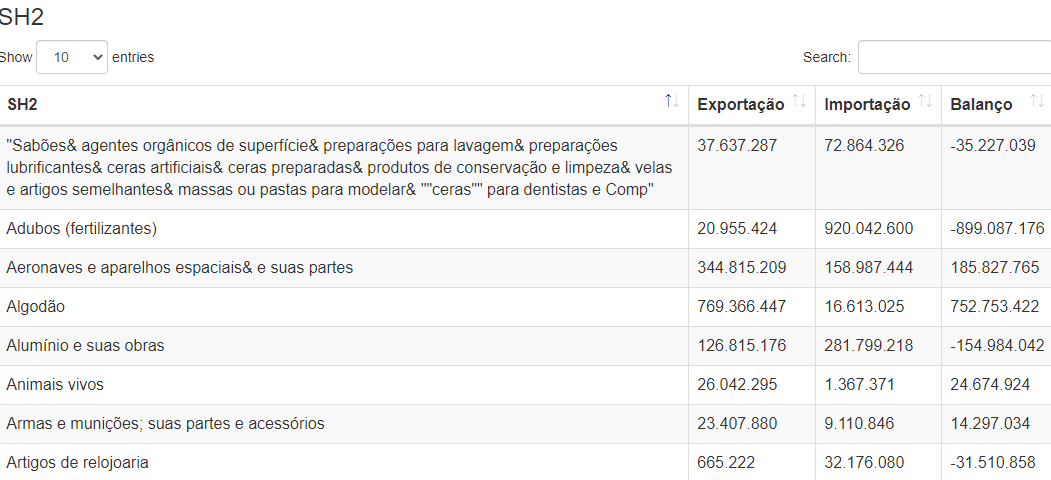 SH2
Show 10 entries Search:
SH2 Exportação Importação Balanço
"Sabões& agentes orgânicos de superfície& preparações para lavagem& preparações 37.637.287 72.864.326 -35.227.039
lubrificantes& ceras artificiais& ceras preparadas& produtos de conservação e limpeza& velas
e artigos semelhantes& massas ou pastas para modelar& ""ceras"" para dentistas e Comp"
Adubos (fertilizantes) 20.955.424 920.042.600 -899.087.176
Aeronaves e aparelhos espaciais& e suas partes 344.815.209 158.987.444 185.827.765
Algodão 769.366.447 16.613.025 752.753.422
Alumínio e suas obras 126.815.176 281.799.218 -154.984.042
Animais vivos 26.042.295 1.367.371 24.674.924
Armas e munições; suas partes e acessórios 23.407.880 9.110.846 14.297.034
Artigos de relojoaria 665.222 32.176.080 -31.510.858